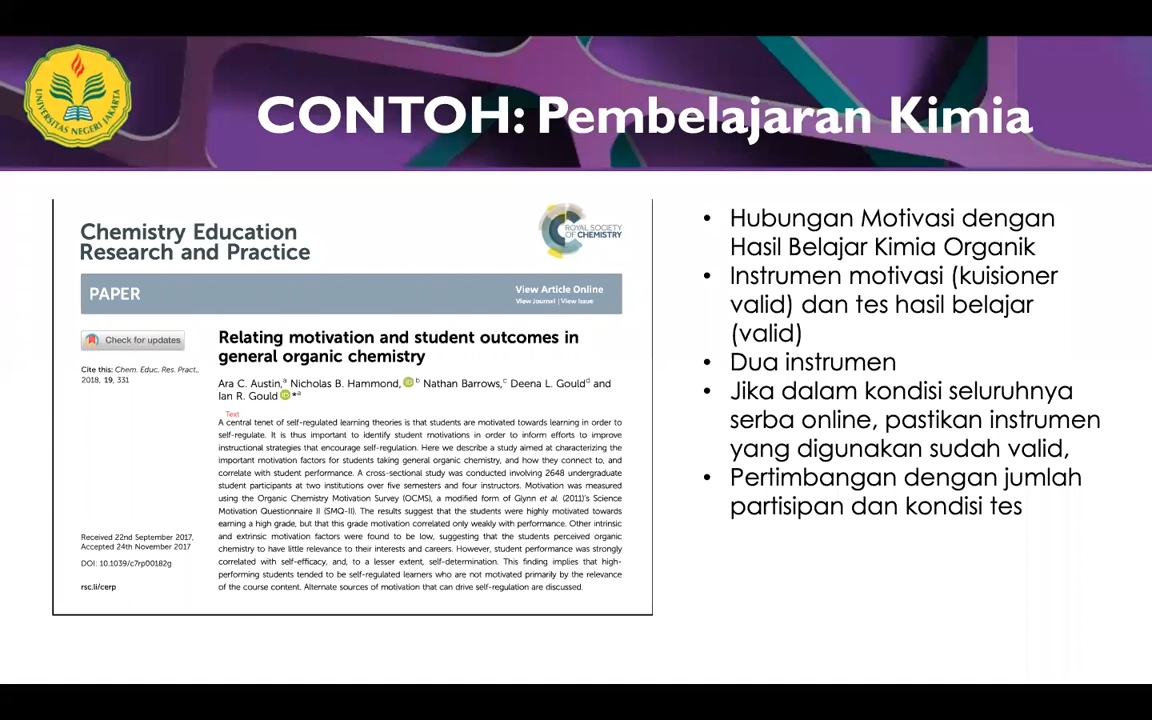 UNIVERSITAS NEGERI JAKARTA
CONTOH: Pembelajaran Kimia
Chemistry Education
Research and Practice
ROYAL SOCIETY
OF CHEMISTRY
PAPER
View Article Online
View Journal | View Issue
Check for updates
Cite this: Chem. Educ. Res. Pract.,
2018, 19, 331
Relating motivation and student outcomes in
general organic chemistry
Ara C. Austin,a Nicholas B. Hammond, iD b Nathan Barrows,c Deena L. Gouldd and
Ian R. Gould iD *a
Text
A central tenet of self-regulated learning theories is that students are motivated towards learning in order to
self-regulate. It is thus important to identify student motivations in order to inform efforts to improve
instructional strategies that encourage self-regulation. Here we describe a study aimed at characterizing the
important motivation factors for students taking general organic chemistry, and how they connect to, and
correlate with student performance. A cross-sectional study was conducted involving 2648 undergraduate
student participants at two institutions over five semesters and four instructors. Motivation was measured
using the Organic Chemistry Motivation Survey (OCMS), a modified form of Glynn et al. (2011)'s Science
Motivation Questionnaire II (SMQ-II). The results suggest that the students were highly motivated towards
earning a high grade, but that this grade motivation correlated only weakly with performance. Other intrinsic
and extrinsic motivation factors were found to be low, suggesting that the students perceived organic
chemistry to have little relevance to their interests and careers. However, student performance was strongly
correlated with self-efficacy, and, to a lesser extent, self-determination. This finding implies that high-
performing students tended to be self-regulated learners who are not motivated primarily by the relevance
of the course content. Alternate sources of motivation that can drive self-regulation are discussed.
Received 22nd September 2017,
Accepted 24th November 2017
DOI: 10.1039/c7rp00182g
rsc.li/cerp
• Hubungan Motivasi dengan
Hasil Belajar Kimia Organik
• Instrumen motivasi (kuisioner
valid) dan tes hasil belajar
(valid)
• Dua instrumen
• Jika dalam kondisi seluruhnya
serba online, pastikan instrumen
yang digunakan sudah valid,
• Pertimbangan dengan jumlah
partisipan dan kondisi tes